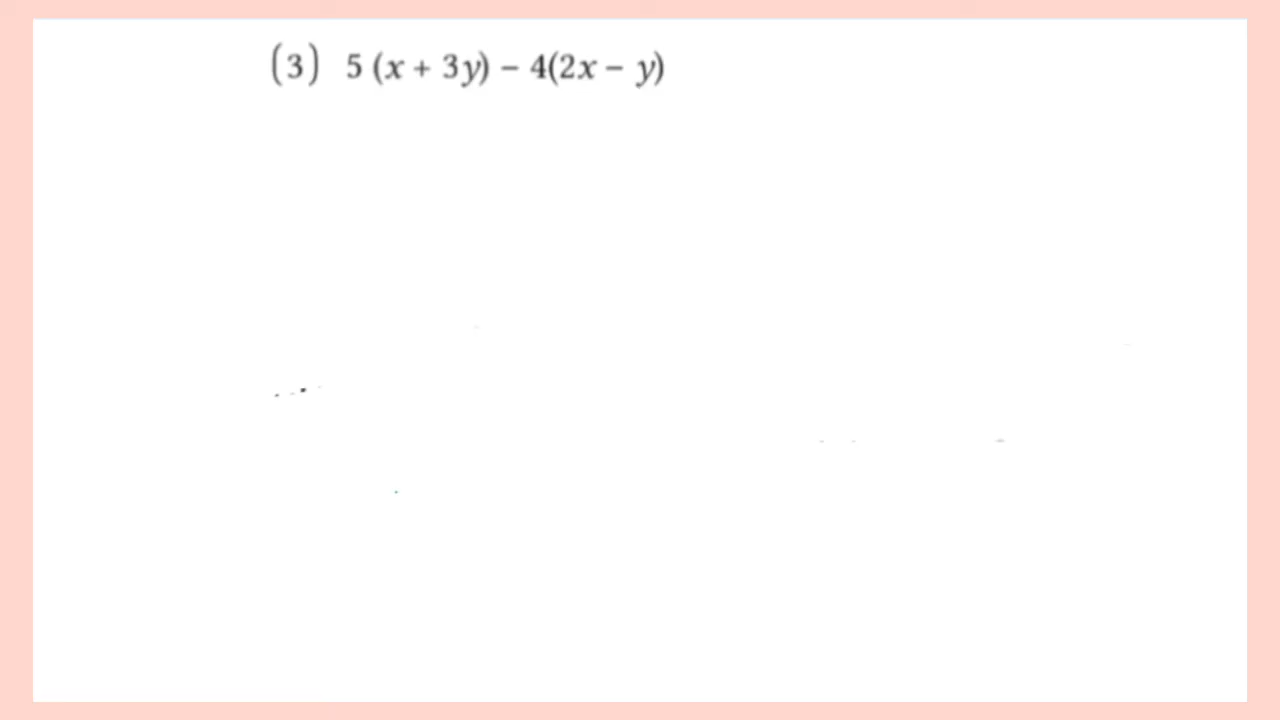 (3) 5 (x + 3y) − 4(2x − y)